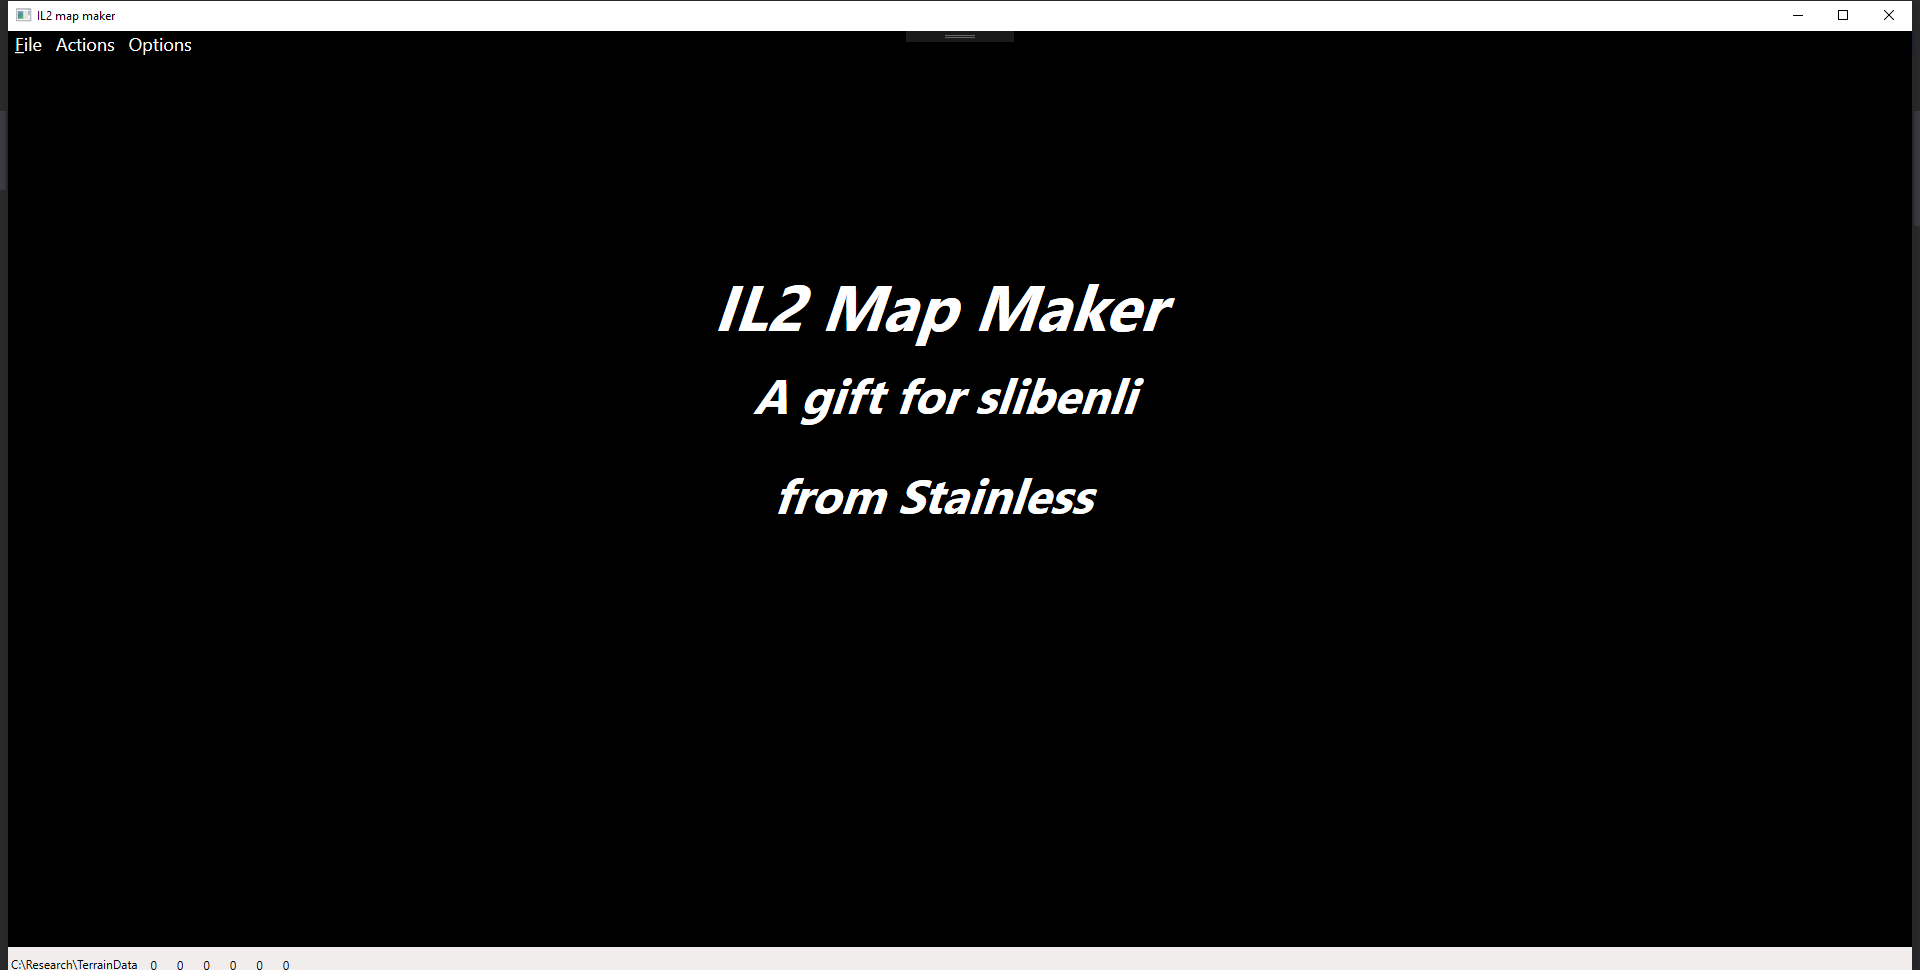 IL2 map maker
File Actions Options
IL2 Map Maker
A gift for slibenli
from Stainless
C:\Research\TerrainData 0 0 0 0 0 0